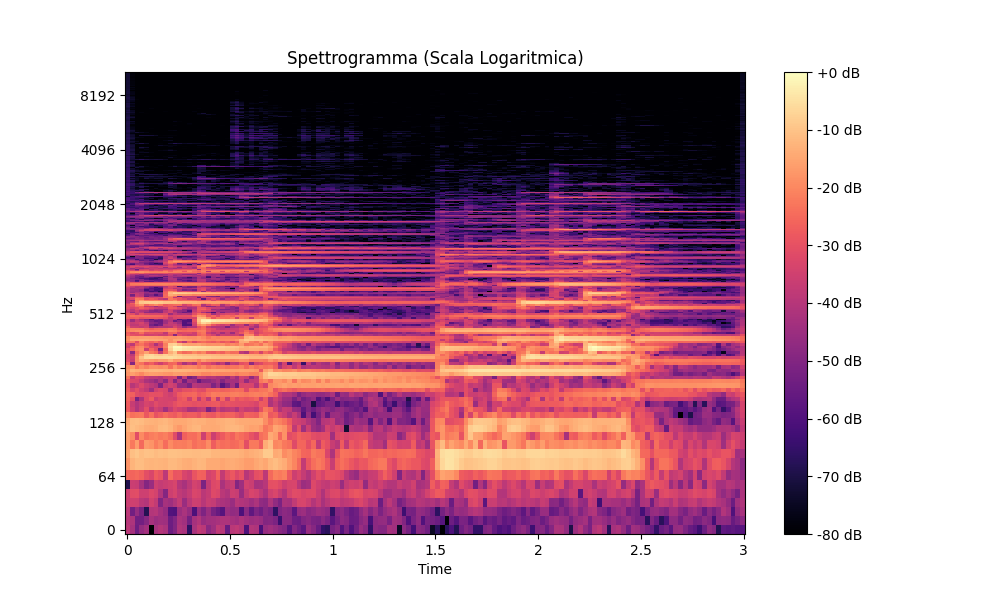 Spettrogramma (Scala Logaritmica)
8192
4096
2048
1024
512
256
128
64
0
Hz
0
0.5
1
1.5
2
2.5
3
Time
+0 dB
-10 dB
-20 dB
-30 dB
-40 dB
-50 dB
-60 dB
-70 dB
-80 dB